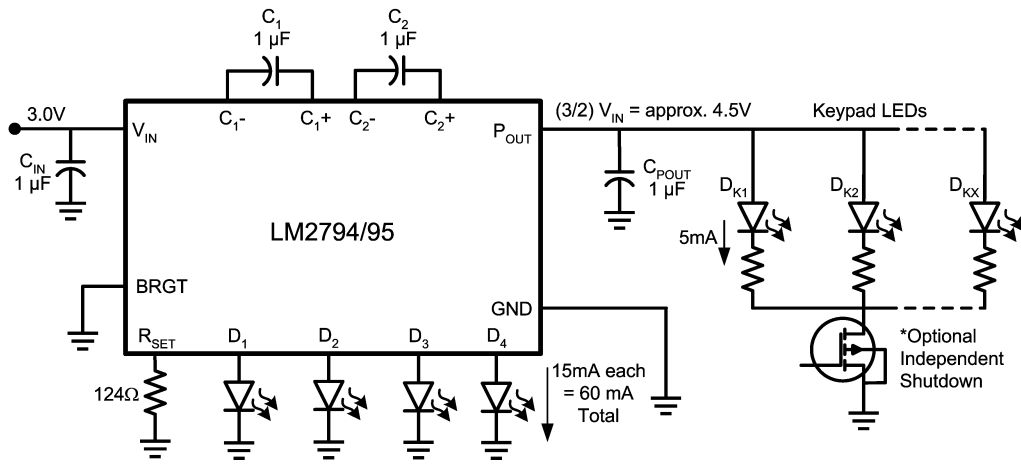 C1
1 µF
C2
1 µF
3.0V
C1-
C1+
C2-
C2+
(3/2) VIN = approx. 4.5V
Keypad LEDs
VIN
POUT
CIN
1 µF
CPOUT
1 µF
DK1
DK2
DKX
LM2794/95
5mA
BRGT
GND
RSET
D1
D2
D3
D4
*Optional
Independent
Shutdown
124Ω
15mA each
= 60 mA
Total